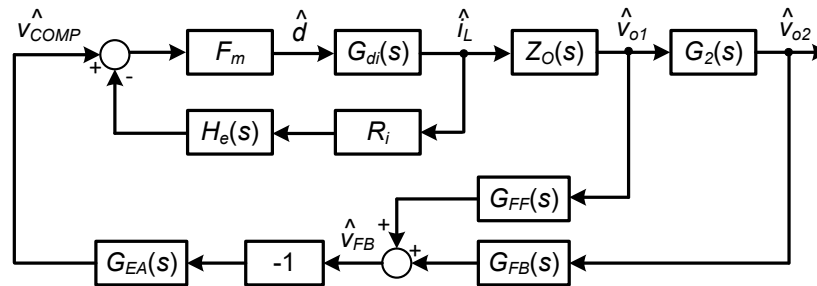 v̂COMP
+
-
Fm
d̂
Gdi(s)
îL
ZO(s)
v̂o1
G2(s)
v̂o2
He(s)
Ri
GFF(s)
+
+
v̂FB
GEA(s)
-1
GFB(s)